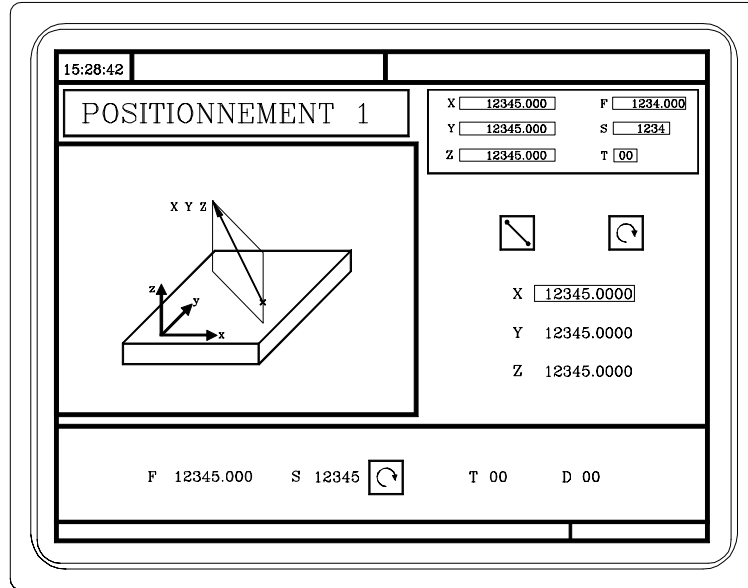 15:28:42
POSITIONNEMENT 1
X 12345.000 F 1234.000
Y 12345.000 S 1234
Z 12345.000 T 00
X Y Z
z
y
x
x
X 12345.0000
Y 12345.0000
Z 12345.0000
F 12345.000 S 12345 T 00 D 00